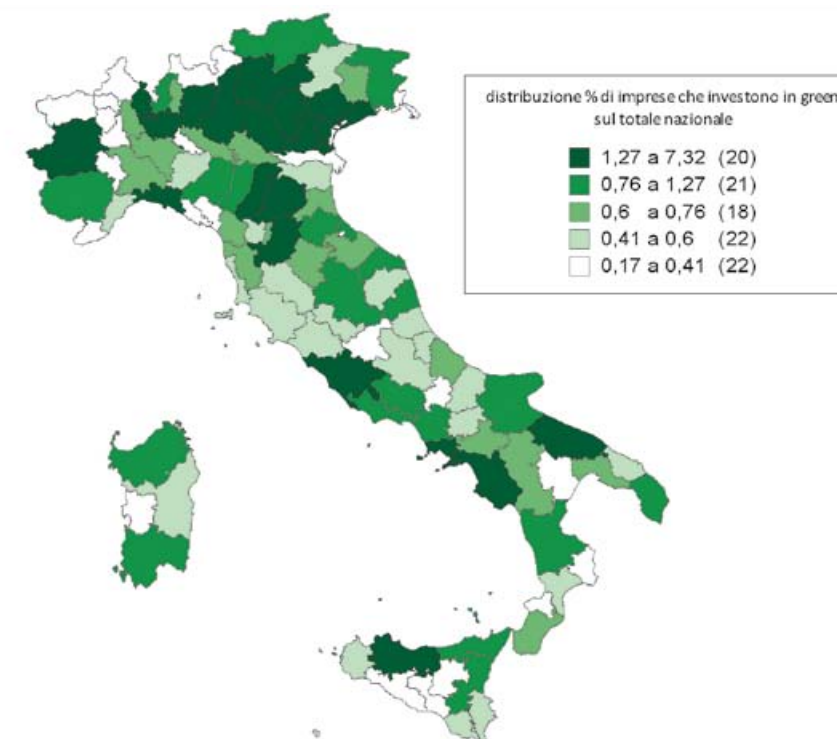 distribuzione % di imprese che investono in green
sul totale nazionale
1,27 a 7,32 (20)
0,76 a 1,27 (21)
0,6 a 0,76 (18)
0,41 a 0,6 (22)
0,17 a 0,41 (22)